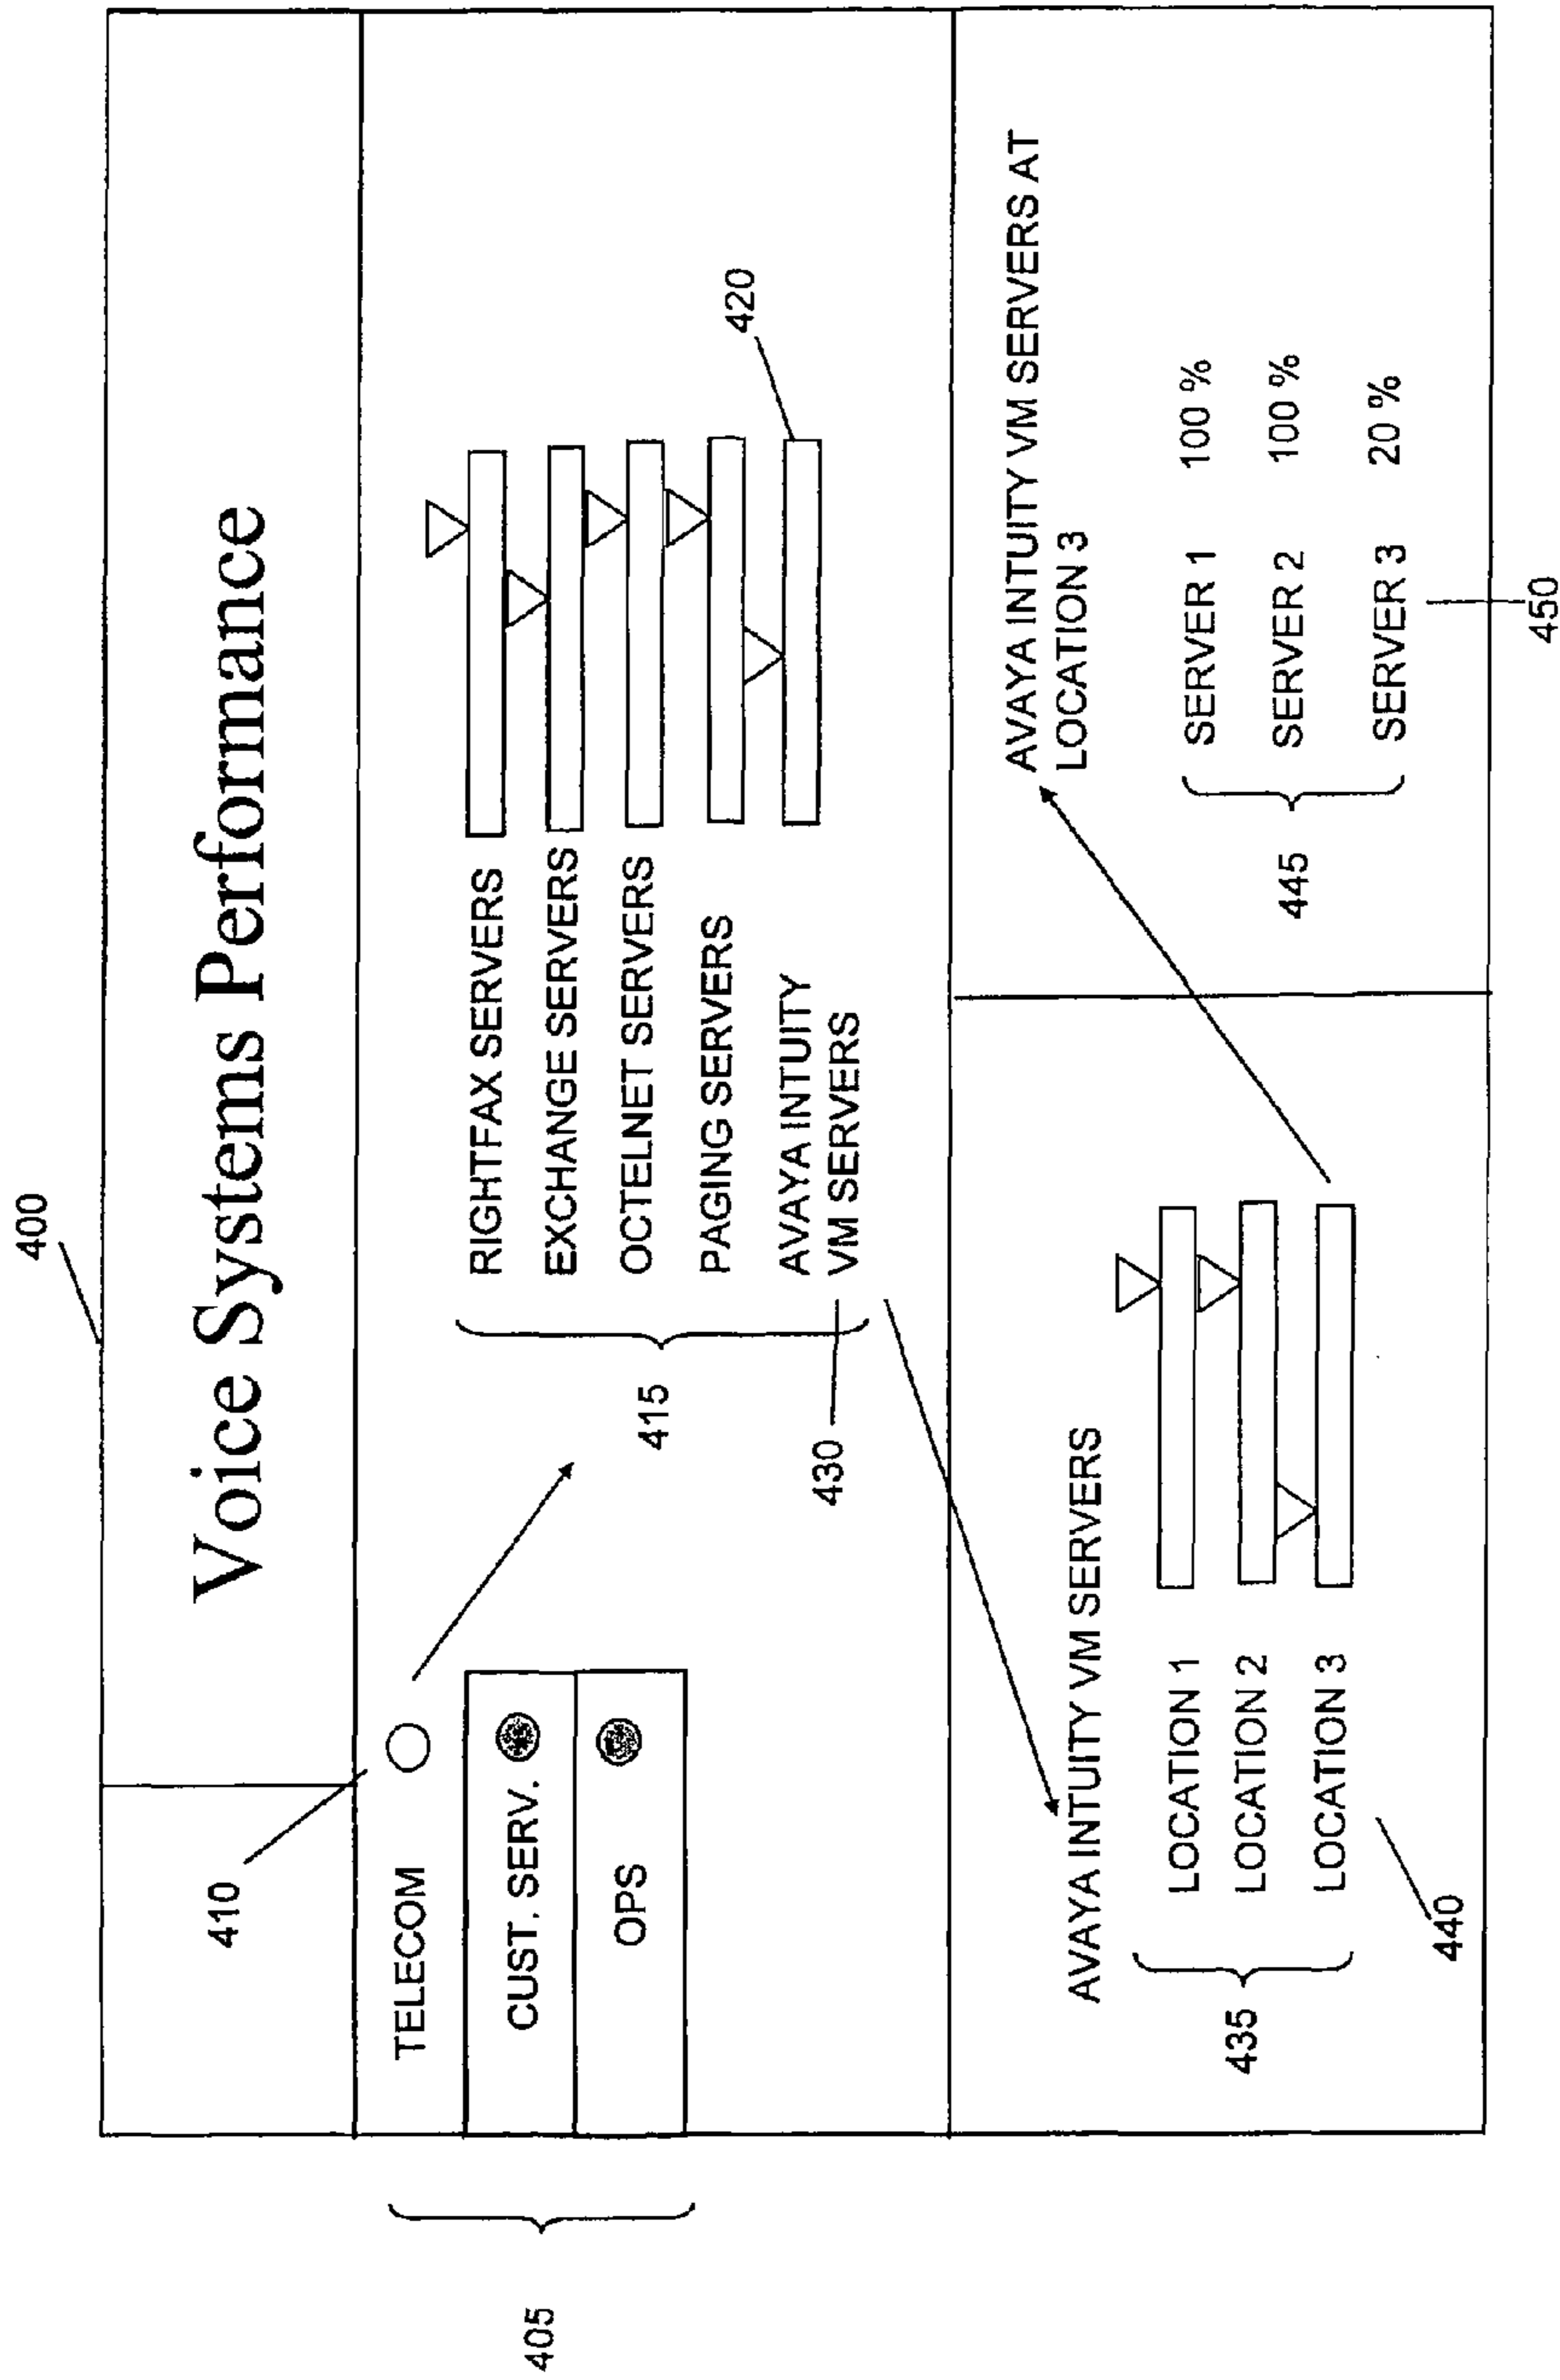 400
Voice Systems Performance
410
405
TELECOM
CUST. SERV.
OPS
415
RIGHTFAX SERVERS
EXCHANGE SERVERS
OCTELNET SERVERS
PAGING SERVERS
AVAYA INTUITY
VM SERVERS
420
430
AVAYA INTUITY VM SERVERS
435
LOCATION 1
LOCATION 2
LOCATION 3
440
AVAYA INTUITY VM SERVERS AT
LOCATION 3
445
SERVER 1 100 %
SERVER 2 100 %
SERVER 3 20 %
450